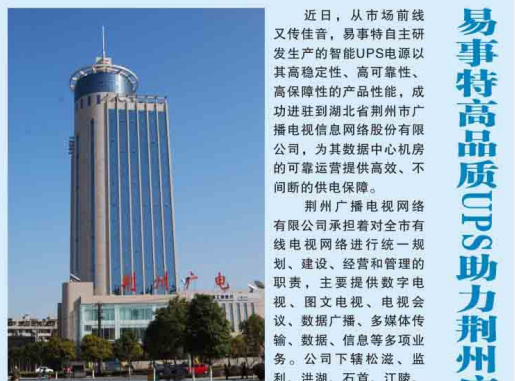 易事特高品质UPS助力荆州
近日，从市场前线
又传佳音，易事特自主研
发生产的智能UPS电源以
其高稳定性、高可靠性、
高保障性的产品性能，成
功进驻到湖北省荆州市广
播电视信息网络股份有限
公司，为其数据中心机房
的可靠运营提供高效、不
间断的供电保障。
荆州广播电视网络
有限公司承担着对全市有
线电视网络进行统一规
划、建设、经营和管理的
职责，主要提供数字电
视、图文电视、电视会
议、数据广播、多媒体传
输、数据、信息等多项业
务。公司下辖松滋、监
利、洪湖、石首、江陵、
荆州广电